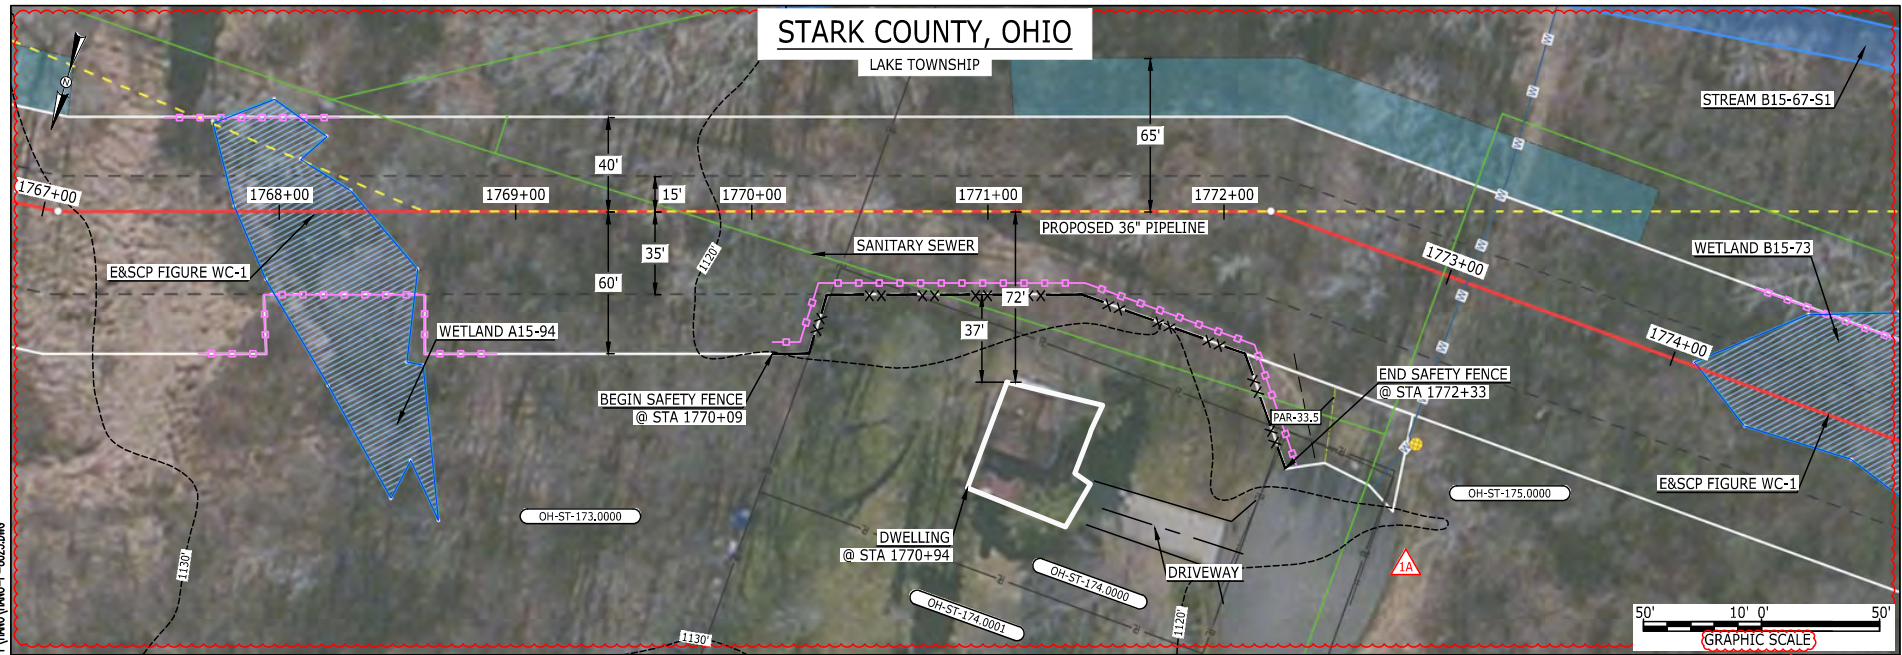 STARK COUNTY, OHIO
LAKE TOWNSHIP
N
STREAM B15-67-S1
65'
40'
15'
1767+00
1768+00
1769+00
1770+00
1771+00
1772+00
PROPOSED 36" PIPELINE
SANITARY SEWER
WETLAND B15-73
35'
1120'
1773+00
E&SCP FIGURE WC-1
60'
72'
37'
WETLAND A15-94
1774+00
BEGIN SAFETY FENCE
@ STA 1770+09
END SAFETY FENCE
@ STA 1772+33
PAR-33.5
E&SCP FIGURE WC-1
OH-ST-175.0000
OH-ST-173.0000
DWELLING
@ STA 1770+94
1130'
DRIVEWAY
1A
OH-ST-174.0000
OH-ST-174.0001
1120'
1130'
50' 10' 0' 50'
GRAPHIC SCALE
W
W
W
W
W
W
W
W
W